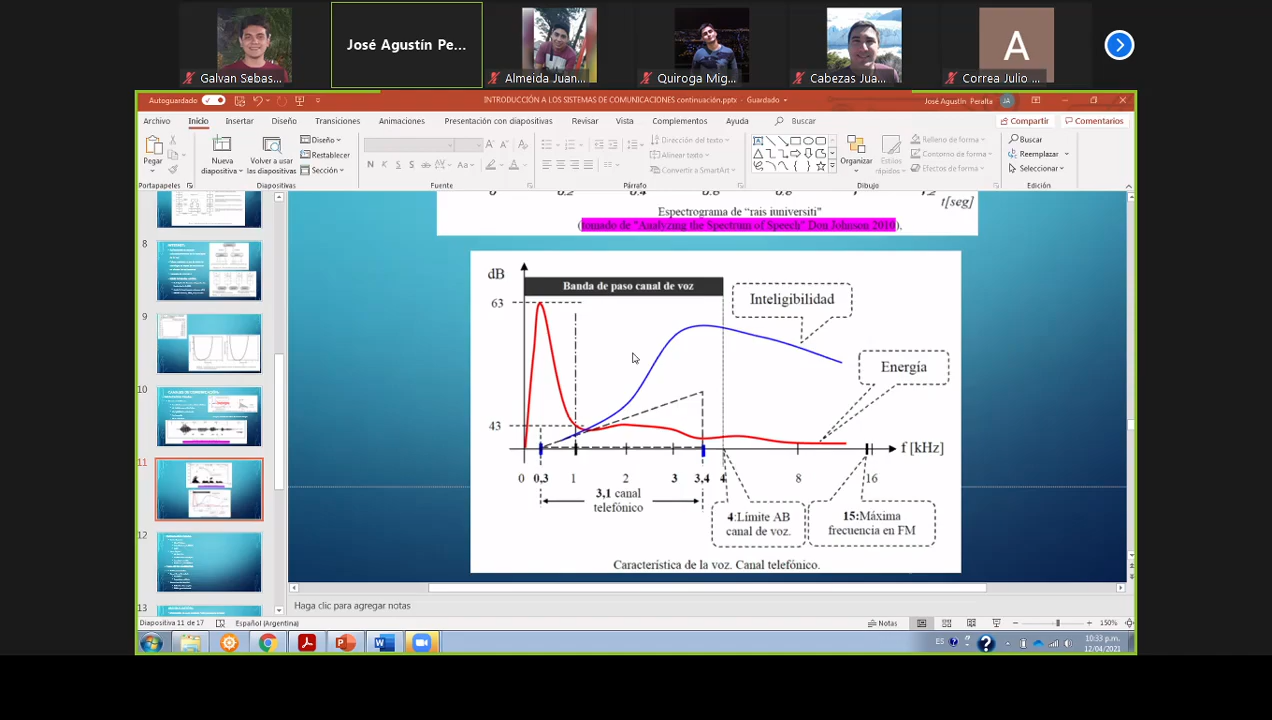 José Agustín Pe...
A
Galvan Sebas...
Almeida Juan...
Quiroga Mig...
Cabezas Jua...
Correa Julio ...
Autoguardado
INTRODUCCIÓN A LOS SISTEMAS DE COMUNICACIONES continuación.pptx - Guardado
José Agustín Peralta
JA
Archivo Inicio Insertar Diseño Transiciones Animaciones Presentación con diapositivas Revisar Vista Complementos Ayuda Buscar Compartir Comentarios
Pegar
Nueva diapositiva
Volver a usar las diapositivas
Diseño
Restablecer
Sección
N K S S ab AV Aa A
Dirección del texto
Alinear texto
Convertir a SmartArt
Organizar
Estilos rápidos
Relleno de forma
Contorno de forma
Efectos de forma
Buscar
Reemplazar
Seleccionar
Portapapeles Fuente Párrafo Dibujo Edición
8
9
10
11
12
13
t[seg]
Espectrograma de "rais inniversiti"
(tomado de "Analyzing the Spectrum of Speech" Don Johnson 2010).
dB
Banda de paso canal de voz
63
Inteligibilidad
Energía
43
f [kHz]
0 0,3 1 2 3 3,4 4 8 16
3,1 canal
telefónico
4:Límite AB
canal de voz.
15:Máxima
frecuencia en FM
Característica de la voz. Canal telefónico.
Haga clic para agregar notas
Diapositiva 11 de 17 Español (Argentina) Notas 150%
ES 10:33 p.m.
12/04/2021